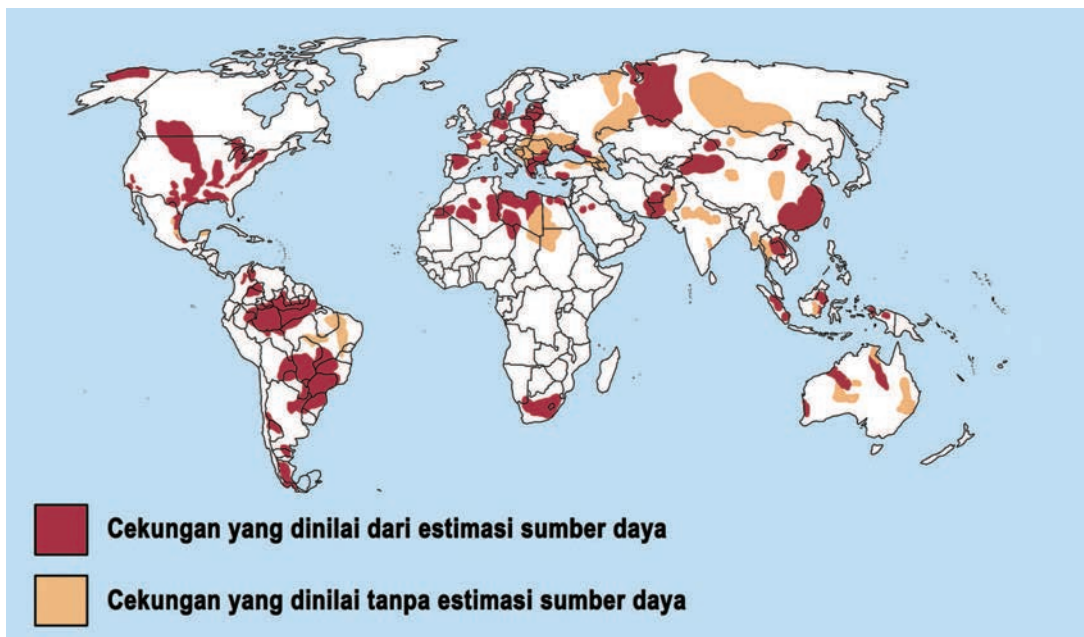 Cekungan yang dinilai dari estimasi sumber daya
Cekungan yang dinilai tanpa estimasi sumber daya